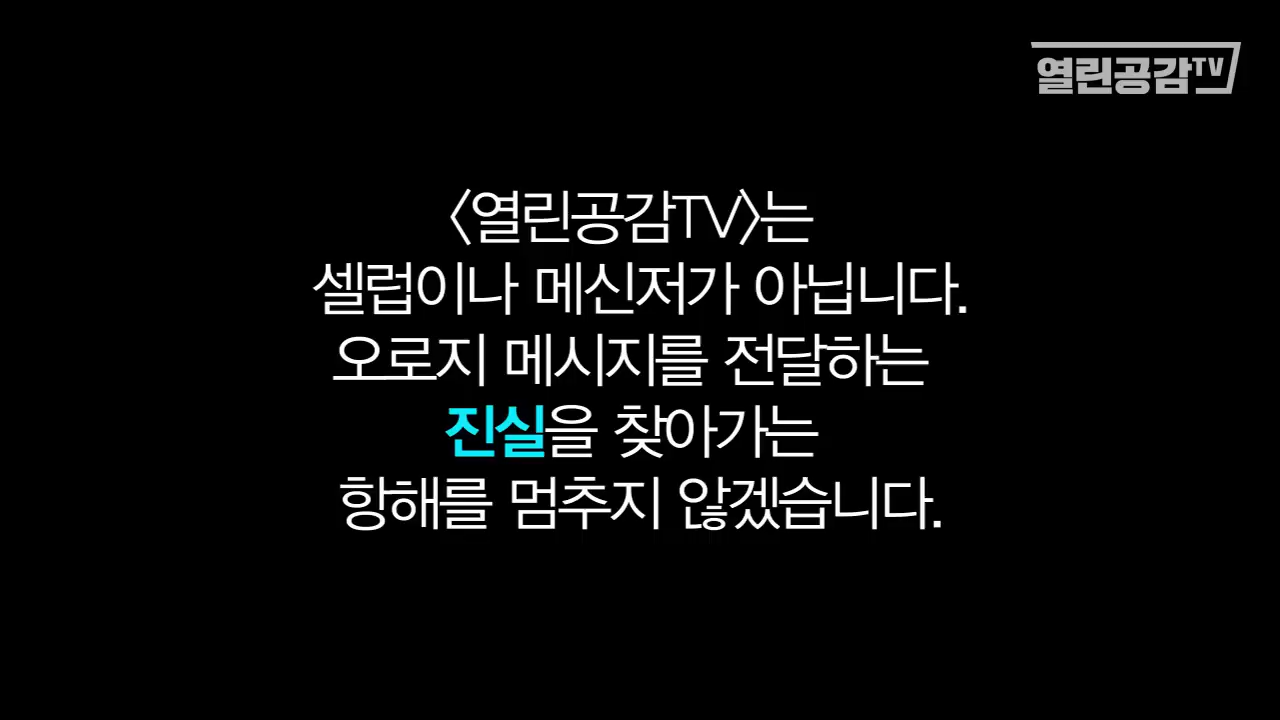 열린공감TV
<열린공감TV>는
셀럽이나 메신저가 아닙니다.
오로지 메시지를 전달하는
진실을 찾아가는
항해를 멈추지 않겠습니다.